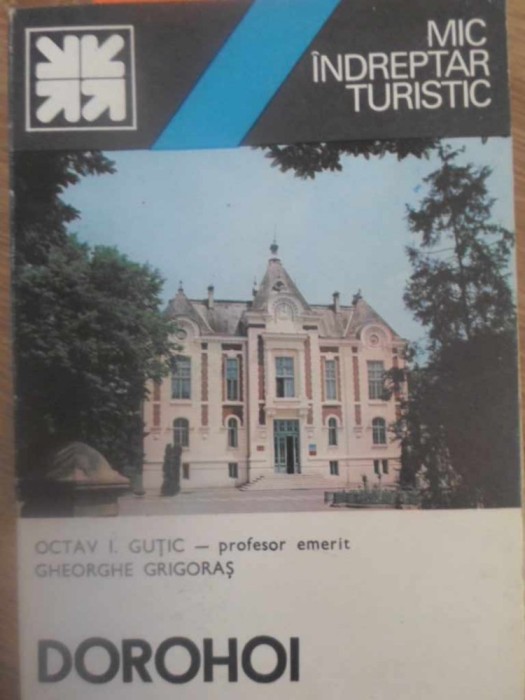 MIC
ÎNDREPTAR
TURISTIC
OCTAV I. GUȚIC — profesor emerit
GHEORGHE GRIGORAȘ
DOROHOI